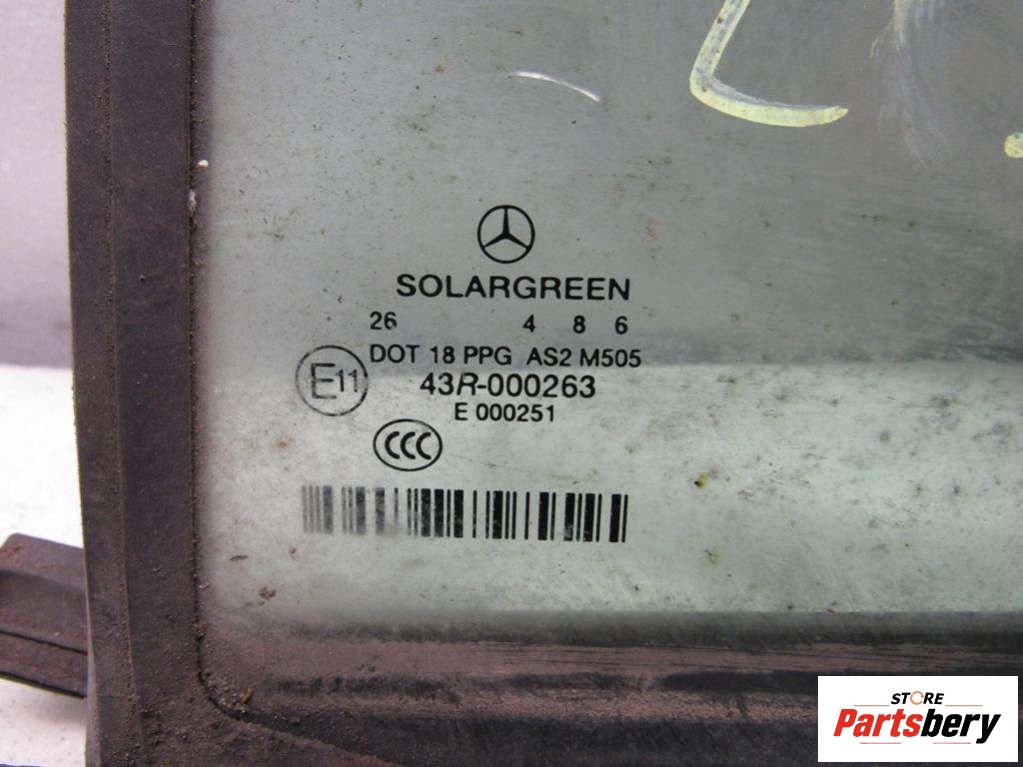 SOLARGREEN
26 4 8 6
DOT 18 PPG AS2 M505
E11 43R-000263
E 000251
CCC
STORE
Partsbery